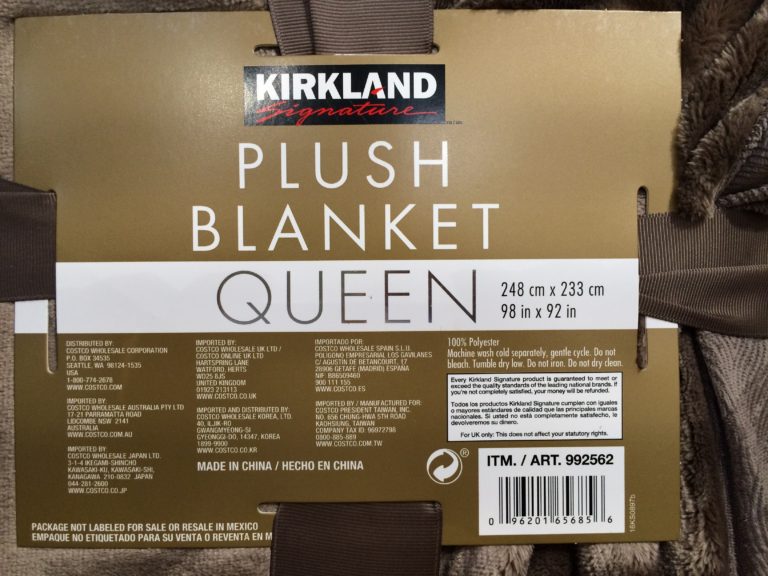 KIRKLAND
Signature
PLUSH
BLANKET
QUEEN
248 cm x 233 cm
98 in x 92 in
DISTRIBUTED BY:
COSTCO WHOLESALE CORPORATION
P.O. BOX 34535
SEATTLE, WA 98124-1535
USA
1-800-774-2678
WWW.COSTCO.COM
IMPORTED BY:
COSTCO WHOLESALE AUSTRALIA PTY LTD
17-21 PARRAMATTA ROAD
LIDCOMBE NSW 2141
AUSTRALIA
WWW.COSTCO.COM.AU
IMPORTED BY:
COSTCO WHOLESALE JAPAN LTD.
3-1-4 IKEGAMI-SHINCHO
KAWASAKI-KU, KAWASAKI-SHI,
KANAGAWA 210-0832 JAPAN
044-281-2600
WWW.COSTCO.CO.JP
IMPORTED BY:
COSTCO WHOLESALE UK LTD /
COSTCO ONLINE UK LTD
HARTSPRING LANE
WATFORD, HERTS
WD25 8JS
UNITED KINGDOM
01923 213113
WWW.COSTCO.CO.UK
IMPORTED AND DISTRIBUTED BY:
COSTCO WHOLESALE KOREA, LTD.
40, ILJIK-RO
GWANGMYEONG-SI
GYEONGGI-DO, 14347, KOREA
1899-9900
WWW.COSTCO.CO.KR
IMPORTADO POR:
COSTCO WHOLESALE SPAIN S.L.U.
POLIGONO EMPRESARIAL LOS GAVILANES
C/ AGUSTIN DE BETANCOURT, 17
28906 GETAFE (MADRID) ESPAÑA
NIF: B86509460
900 111 155
WWW.COSTCO.ES
IMPORTED BY / MANUFACTURED FOR:
COSTCO PRESIDENT TAIWAN, INC.
NO. 656 CHUNG-HWA 5TH ROAD
KAOHSIUNG, TAIWAN
COMPANY TAX ID: 96972798
0800-885-889
WWW.COSTCO.COM.TW
100% Polyester
Machine wash cold separately, gentle cycle. Do not
bleach. Tumble dry low. Do not iron. Do not dry clean.
Every Kirkland Signature product is guaranteed to meet or
exceed the quality standards of the leading national brands. If
you're not completely satisfied, your money will be refunded.
Todos los productos Kirkland Signature cumplen con iguales
o mayores estándares de calidad que las principales marcas
nacionales. Si usted no está completamente satisfecho, le
devolveremos su dinero.
For UK only: This does not affect your statutory rights.
MADE IN CHINA / HECHO EN CHINA
®
ITM. / ART. 992562
0 96201 65685 6
16KS0897b
PACKAGE NOT LABELED FOR SALE OR RESALE IN MEXICO
EMPAQUE NO ETIQUETADO PARA SU VENTA O REVENTA EN M